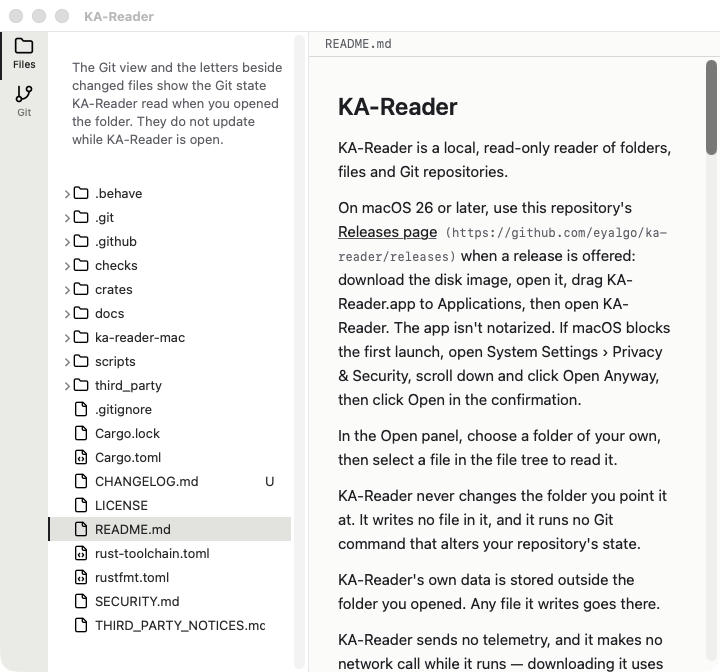 KA-Reader
Files
Git
The Git view and the letters beside
changed files show the Git state
KA-Reader read when you opened
the folder. They do not update
while KA-Reader is open.
.behave
.git
.github
checks
crates
docs
ka-reader-mac
scripts
third_party
.gitignore
Cargo.lock
Cargo.toml
CHANGELOG.md U
LICENSE
README.md
rust-toolchain.toml
rustfmt.toml
SECURITY.md
THIRD_PARTY_NOTICES.mc
README.md
KA-Reader
KA-Reader is a local, read-only reader of folders,
files and Git repositories.
On macOS 26 or later, use this repository's
Releases page (https://github.com/eyalgo/ka-
reader/releases) when a release is offered:
download the disk image, open it, drag KA-
Reader.app to Applications, then open KA-
Reader. The app isn't notarized. If macOS blocks
the first launch, open System Settings › Privacy
& Security, scroll down and click Open Anyway,
then click Open in the confirmation.
In the Open panel, choose a folder of your own,
then select a file in the file tree to read it.
KA-Reader never changes the folder you point it
at. It writes no file in it, and it runs no Git
command that alters your repository's state.
KA-Reader's own data is stored outside the
folder you opened. Any file it writes goes there.
KA-Reader sends no telemetry, and it makes no
network call while it runs — downloading it uses